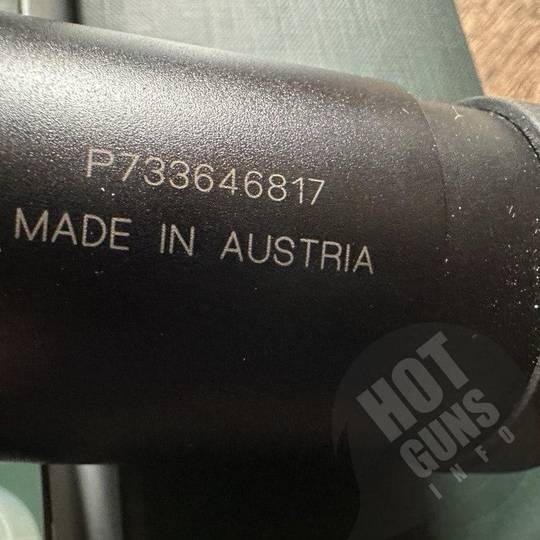 P733646817
MADE IN AUSTRIA
HOT
GUNS
INFO